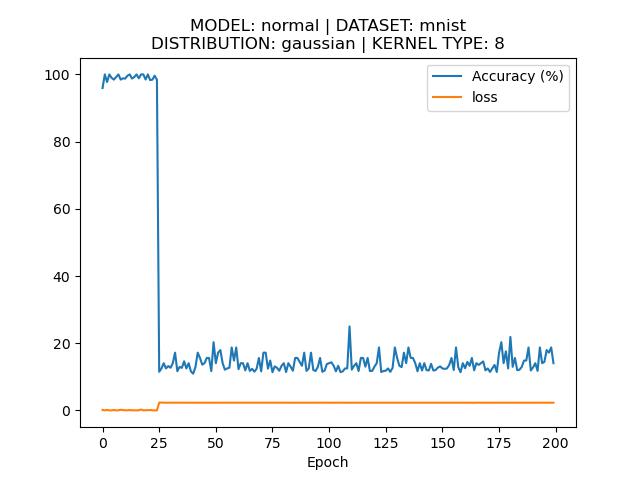 MODEL: normal | DATASET: mnist
DISTRIBUTION: gaussian | KERNEL TYPE: 8
Accuracy (%)
loss
100
80
60
40
20
0
0 25 50 75 100 125 150 175 200
Epoch